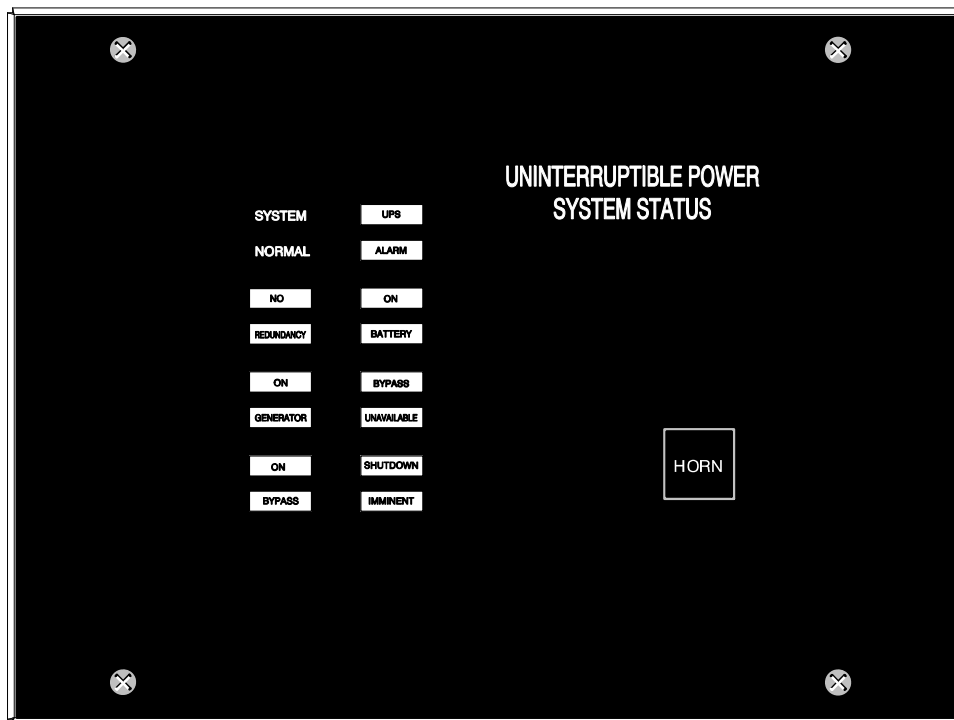 UNINTERRUPTIBLE POWER
SYSTEM STATUS
SYSTEM
NORMAL
UPS
ALARM
NO
REDUNDANCY
ON
BATTERY
ON
GENERATOR
BYPASS
UNAVAILABLE
ON
BYPASS
SHUTDOWN
IMMINENT
HORN